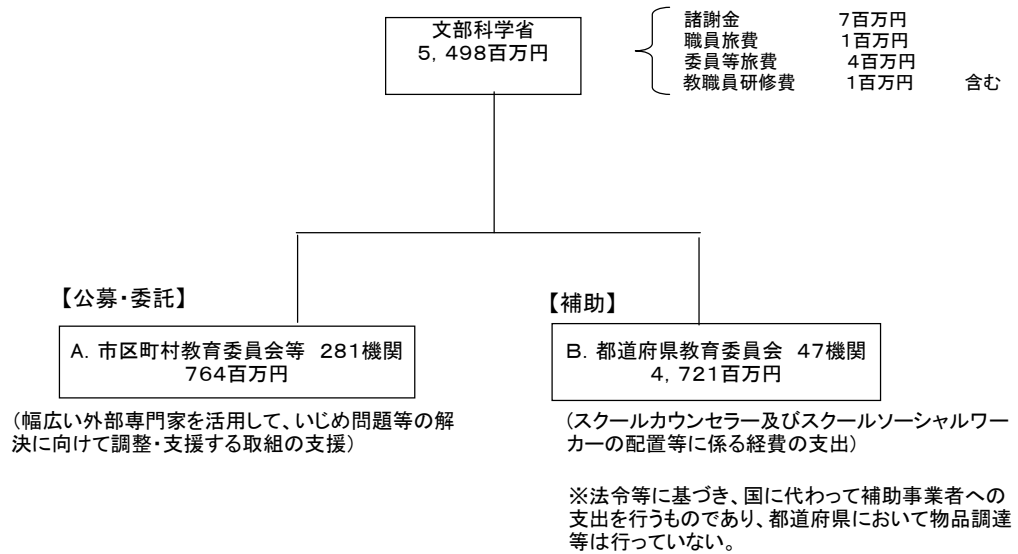 文部科学省
5,498百万円
諸謝金 7百万円
職員旅費 1百万円
委員等旅費 4百万円
教職員研修費 1百万円 含む
【公募・委託】
A.市区町村教育委員会等 281機関
764百万円
(幅広い外部専門家を活用して、いじめ問題等の解
決に向けて調整・支援する取組の支援)
【補助】
B.都道府県教育委員会 47機関
4,721百万円
(スクールカウンセラー及びスクールソーシャルワー
カーの配置等に係る経費の支出)
※法令等に基づき、国に代わって補助事業者への
支出を行うものであり、都道府県において物品調達
等は行っていない。